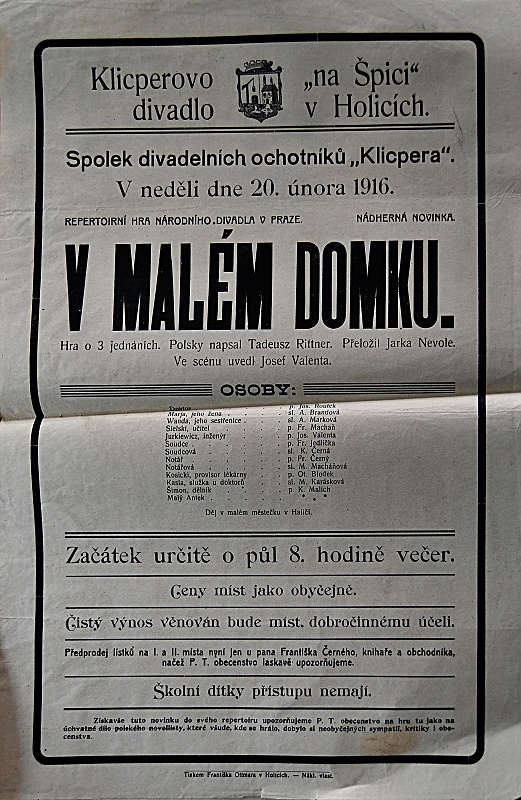 Klicperovo „na Špici“
divadlo v Holicích.
Spolek divadelních ochotníků „Klicpera“.
V neděli dne 20. února 1916.
REPERTOIRNÍ HRA NÁRODNÍHO DIVADLA V PRAZE. NÁDHERNÁ NOVINKA.
V MALÉM DOMKU.
Hra o 3 jednáních. Polsky napsal Tadeusz Rittner. Přeložil Jarka Nevole.
Ve scénu uvedl Josef Valenta.
OSOBY:
Doktor . . . . p. Jos. Roušek
Marja, jeho žena . . . . sl. A. Brandová
Wanda, jeho sestřenice . . . . sl. A. Marková
Sielski, učitel . . . . p. Fr. Machaň
Jurkiewicz, inženýr . . . . p. Jos. Valenta
Soudce . . . . p. Fr. Jedlička
Soudcová . . . . sl. K. Černá
Notář . . . . p. Fr. Černý
Notářová . . . . sl. M. Macháňová
Kosicki, provisor lékárny . . . . p. Ot. Blodek
Kasia, služka u doktorů . . . . sl. M. Karásková
Šimon, dělník . . . . p. K. Malich
Malý Antek . . . . * * *
Děj v malém městečku v Haliči.
Začátek určitě o půl 8. hodině večer.
Ceny míst jako obyčejně.
Čistý výnos věnován bude míst. dobročinnému účeli.
Předprodej lístků na I. a II. místa nyní jen u pana Františka Černého, knihaře a obchodníka,
načež P. T. obecenstvo laskavě upozorňujeme.
Školní dítky přístupu nemají.
Získavše tuto novinku do svého repertoiru upozorňujeme P. T. obecenstvo na hru tu jako na
úchvatné dílo polského novellisty, které všude, kde se hrálo, dobylo si neobyčejných sympatií, kritiky i obe-
censtva.
Tiskem Františka Ottmara v Holicích. — Nákl. vlast.